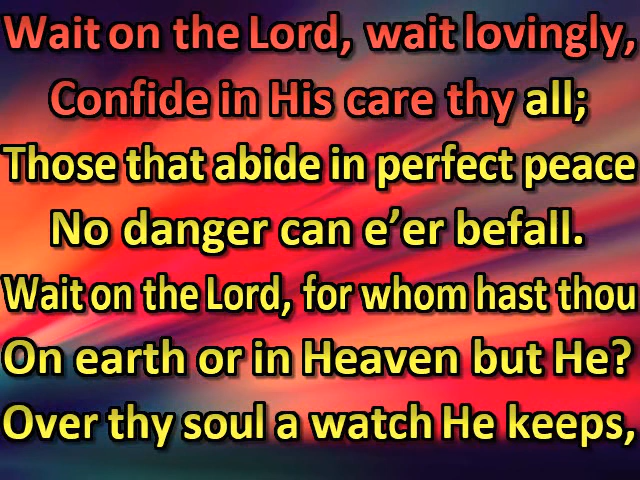 Wait on the Lord, wait lovingly,
Confide in His care thy all;
Those that abide in perfect peace
No danger can e’er befall.
Wait on the Lord, for whom hast thou
On earth or in Heaven but He?
Over thy soul a watch He keeps,